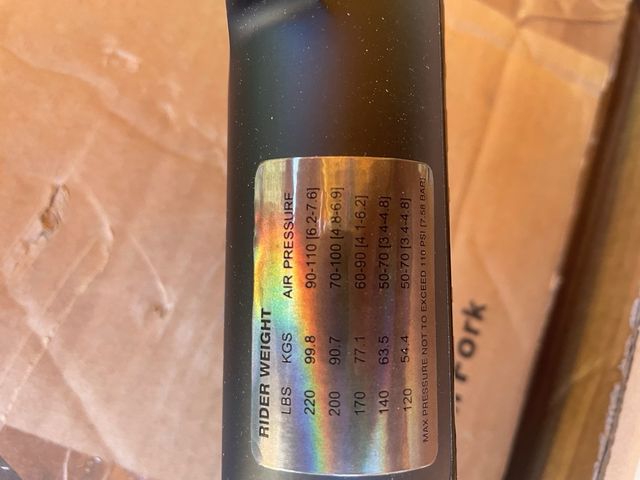 RIDER WEIGHT
LBS KGS AIR PRESSURE
220 99.8 90-110 [6.2-7.6]
200 90.7 70-100 [4.8-6.9]
170 77.1 60-90 [4.1-6.2]
140 63.5 50-70 [3.4-4.8]
120 54.4 50-70 [3.4-4.8]
MAX PRESSURE NOT TO EXCEED 110 PSI [7.58 BAR]
Fork